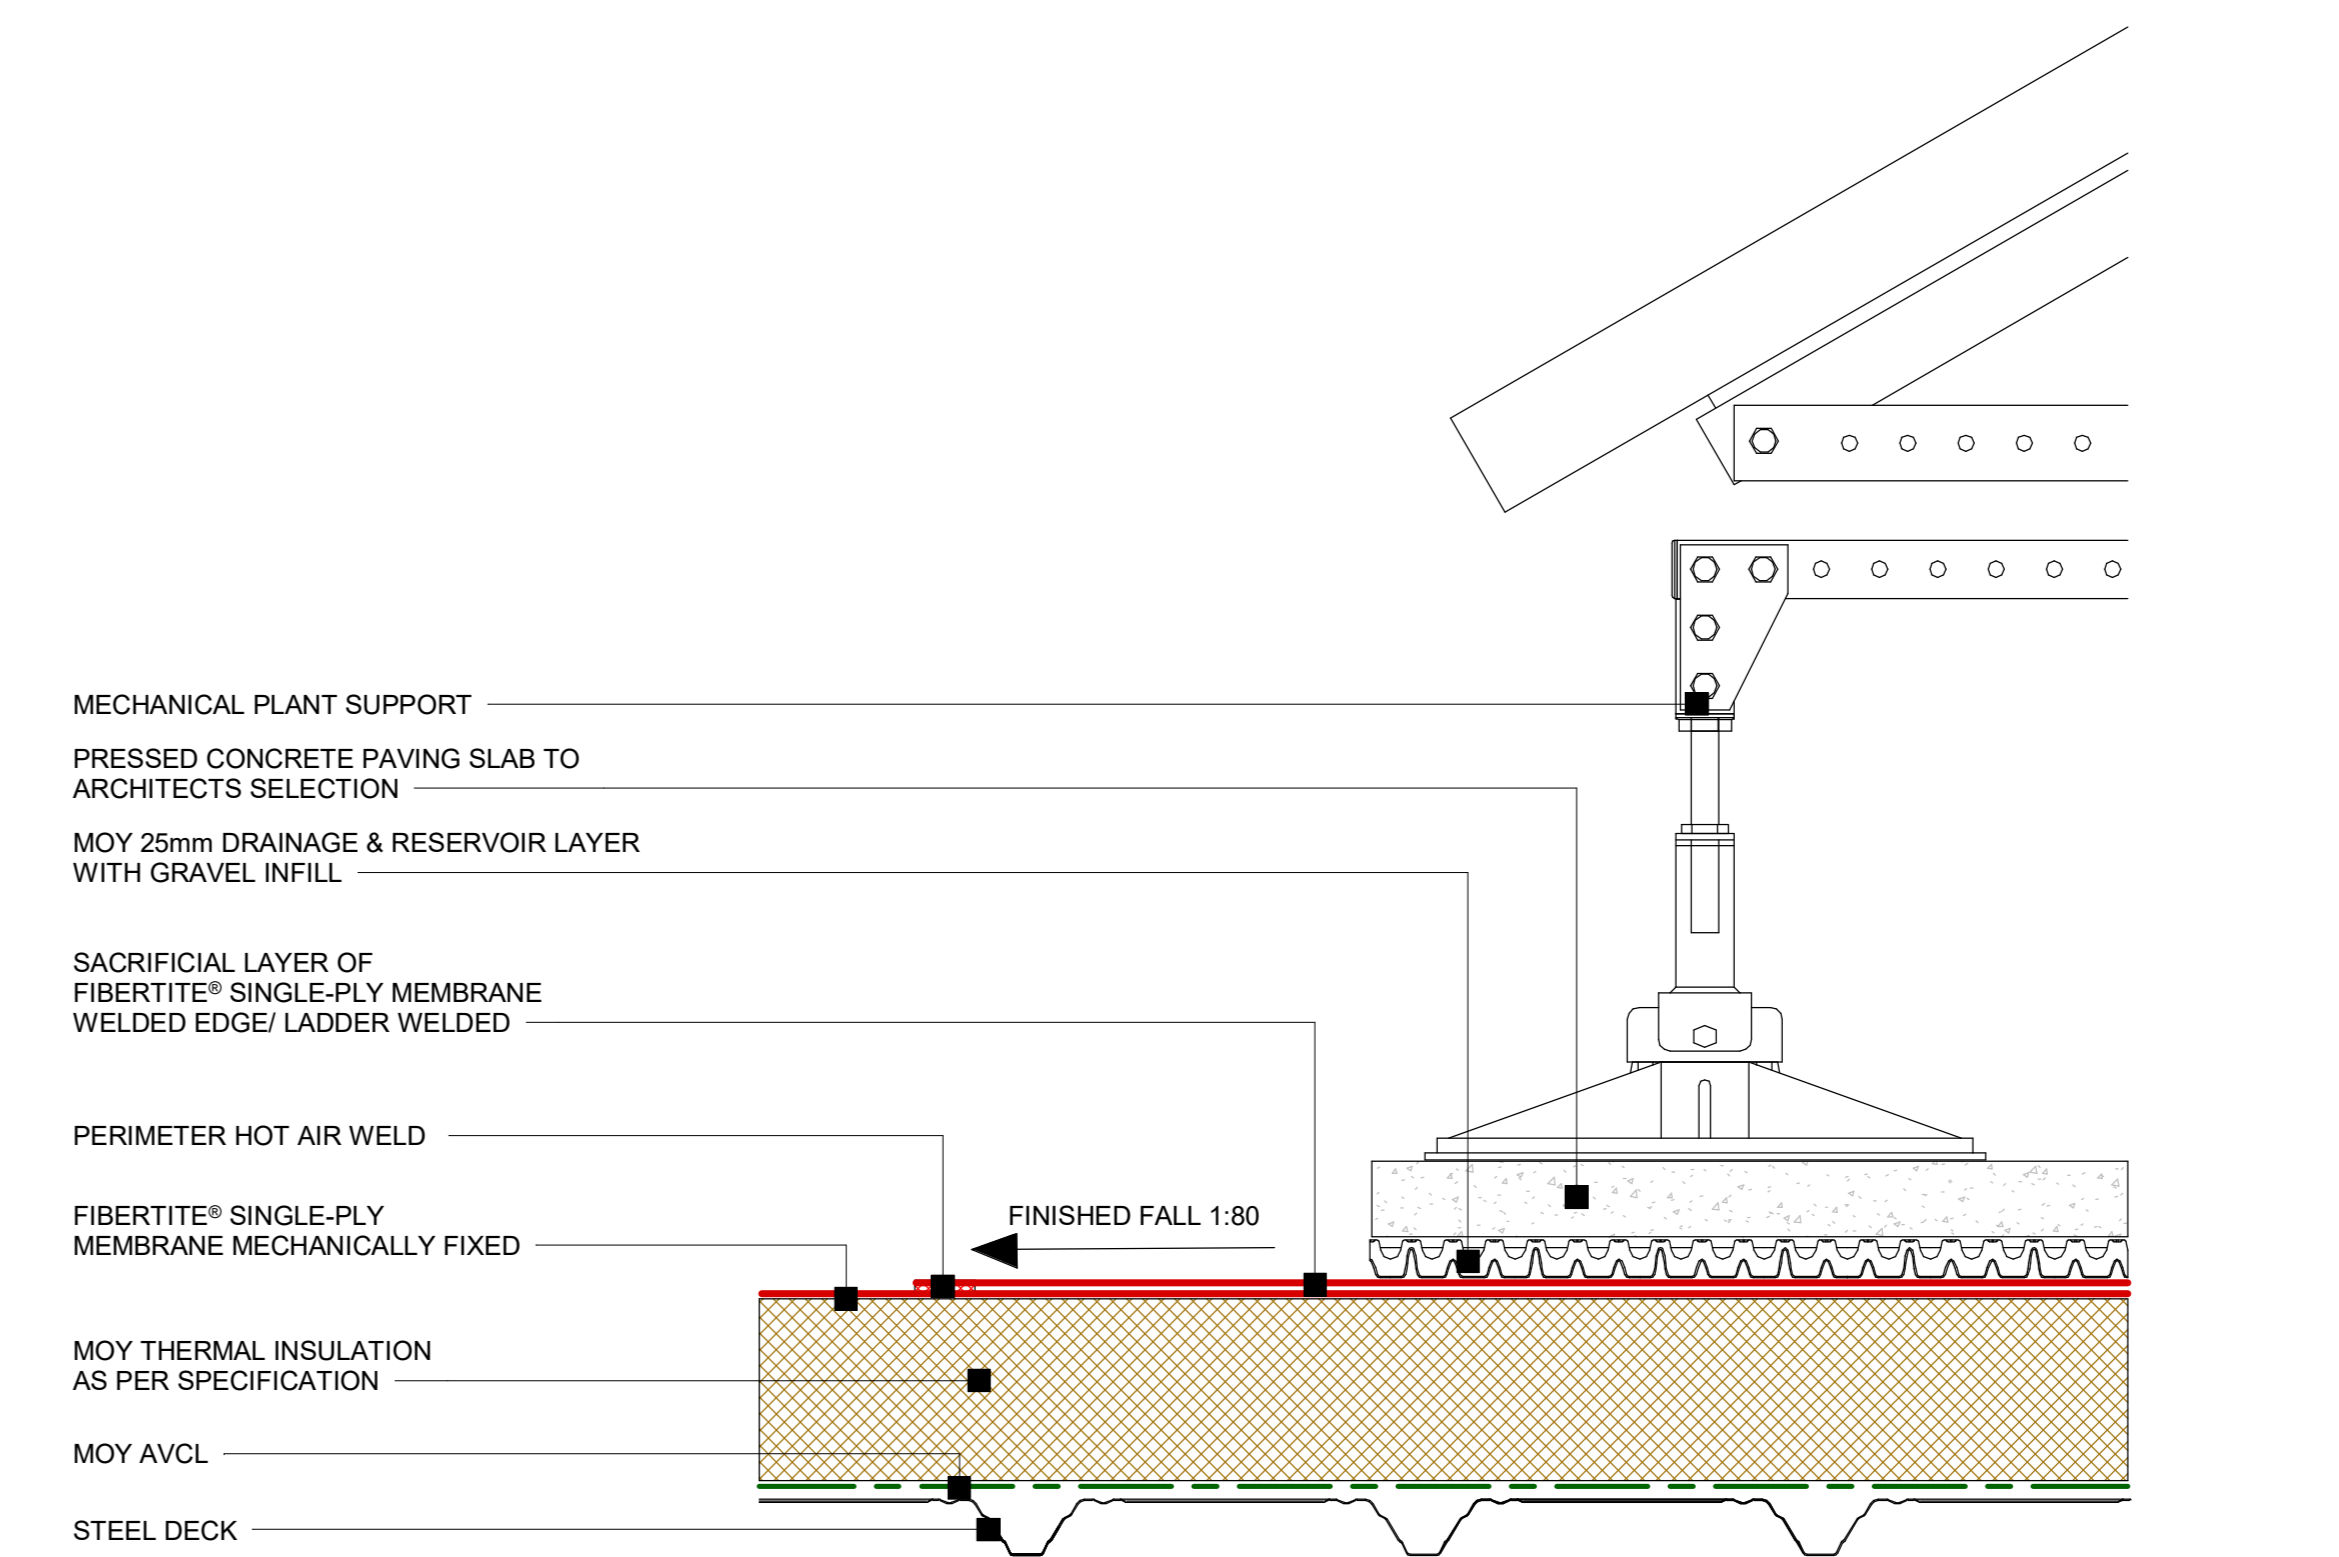 MECHANICAL PLANT SUPPORT
PRESSED CONCRETE PAVING SLAB TO
ARCHITECTS SELECTION
MOY 25mm DRAINAGE & RESERVOIR LAYER
WITH GRAVEL INFILL
SACRIFICIAL LAYER OF
FIBERTITE® SINGLE-PLY MEMBRANE
WELDED EDGE/ LADDER WELDED
PERIMETER HOT AIR WELD
FIBERTITE® SINGLE-PLY
MEMBRANE MECHANICALLY FIXED
FINISHED FALL 1:80
MOY THERMAL INSULATION
AS PER SPECIFICATION
MOY AVCL
STEEL DECK